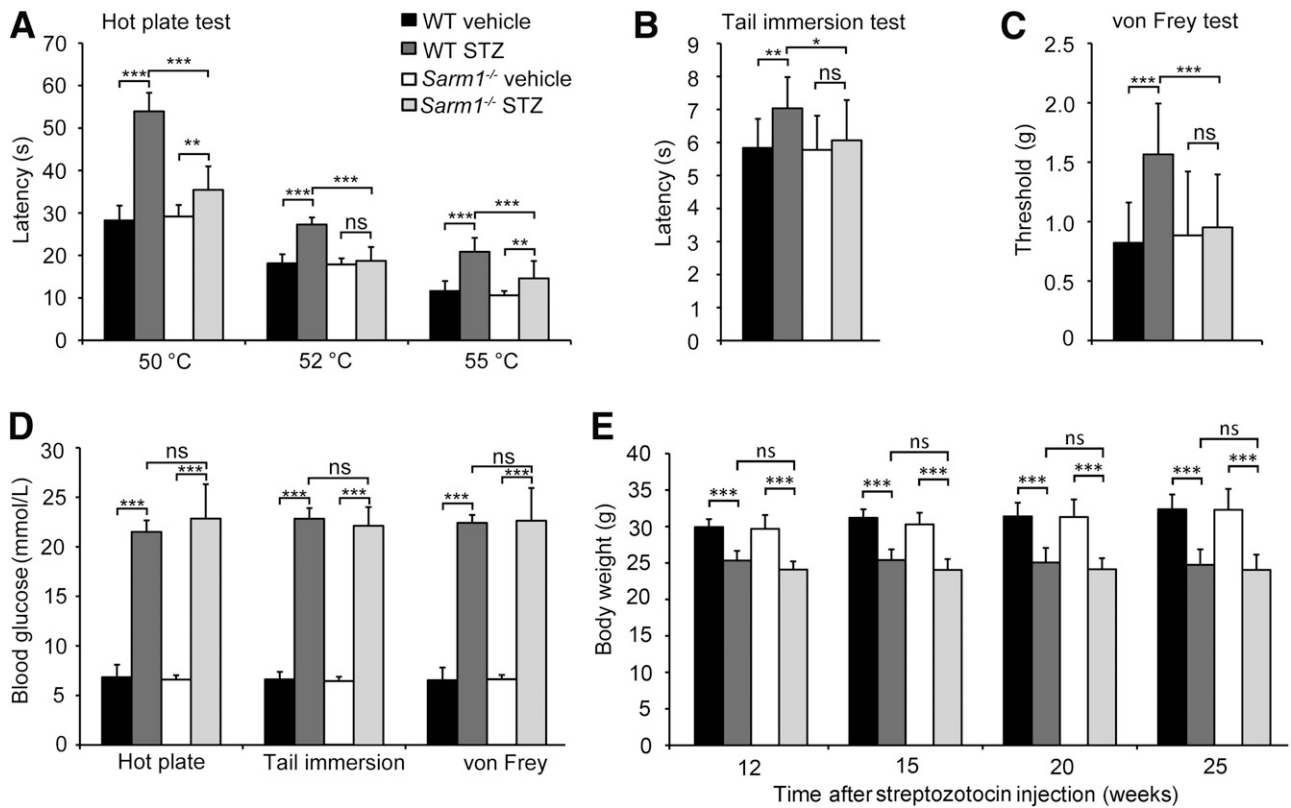 A Hot plate test
Latency (s)
70
60
50
40
30
20
10
0
*** ***
**
*** ***
ns
*** ***
**
50 °C 52 °C 55 °C
WT vehicle
WT STZ
Sarm1-/- vehicle
Sarm1-/- STZ
B Tail immersion test
Latency (s)
9
8
7
6
5
4
3
2
1
0
** *
ns
C von Frey test
Threshold (g)
2.5
2.0
1.5
1.0
0.5
0
*** ***
ns
D
Blood glucose (mmol/L)
30
25
20
15
10
5
0
ns ns ns
*** *** *** *** *** ***
Hot plate Tail immersion von Frey
E
Body weight (g)
40
35
30
25
20
15
10
5
0
ns ns ns ns
*** *** *** *** *** *** *** ***
12 15 20 25
Time after streptozotocin injection (weeks)